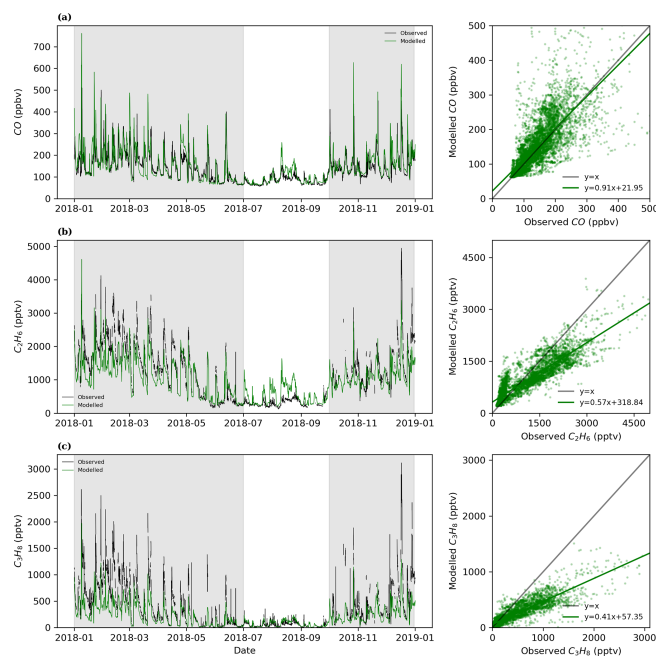 (a)
CO (ppbv)
700
600
500
400
300
200
100
0
Observed
Modelled
2018-01
2018-03
2018-05
2018-07
2018-09
2018-11
2019-01
Modelled CO (ppbv)
500
400
300
200
100
0
y=x
y=0.91x+21.95
0
100
200
300
400
500
Observed CO (ppbv)
(b)
C2H6 (pptv)
5000
4000
3000
2000
1000
0
Observed
Modelled
2018-01
2018-03
2018-05
2018-07
2018-09
2018-11
2019-01
Modelled C2H6 (pptv)
4500
3000
1500
0
y=x
y=0.57x+318.84
0
1500
3000
4500
Observed C2H6 (pptv)
(c)
C3H8 (pptv)
3000
2500
2000
1500
1000
500
0
Observed
Modelled
2018-01
2018-03
2018-05
2018-07
2018-09
2018-11
2019-01
Date
Modelled C3H8 (pptv)
3000
2000
1000
0
y=x
y=0.41x+57.35
0
1000
2000
3000
Observed C3H8 (pptv)